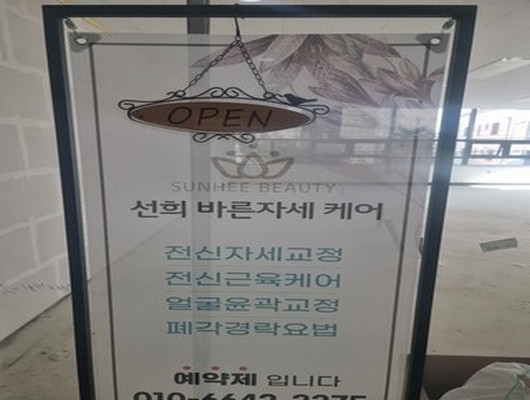 OPEN
SUNHEE BEAUTY
선희 바른자세 케어
전신자세교정
전신근육케어
얼굴윤곽교정
폐각경락요법
예약제 입니다